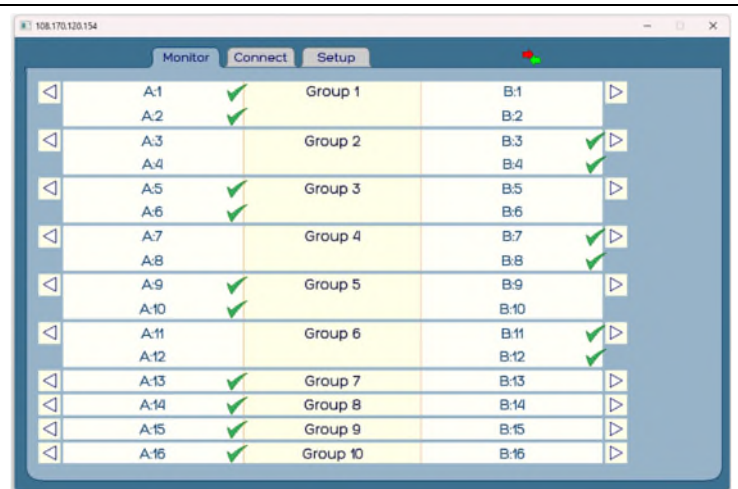 108.170.120.154
Monitor Connect Setup
A:1 Group 1 B:1
A:2 B:2
A:3 Group 2 B:3
A:4 B:4
A:5 Group 3 B:5
A:6 B:6
A:7 Group 4 B:7
A:8 B:8
A:9 Group 5 B:9
A:10 B:10
A:11 Group 6 B:11
A:12 B:12
A:13 Group 7 B:13
A:14 Group 8 B:14
A:15 Group 9 B:15
A:16 Group 10 B:16